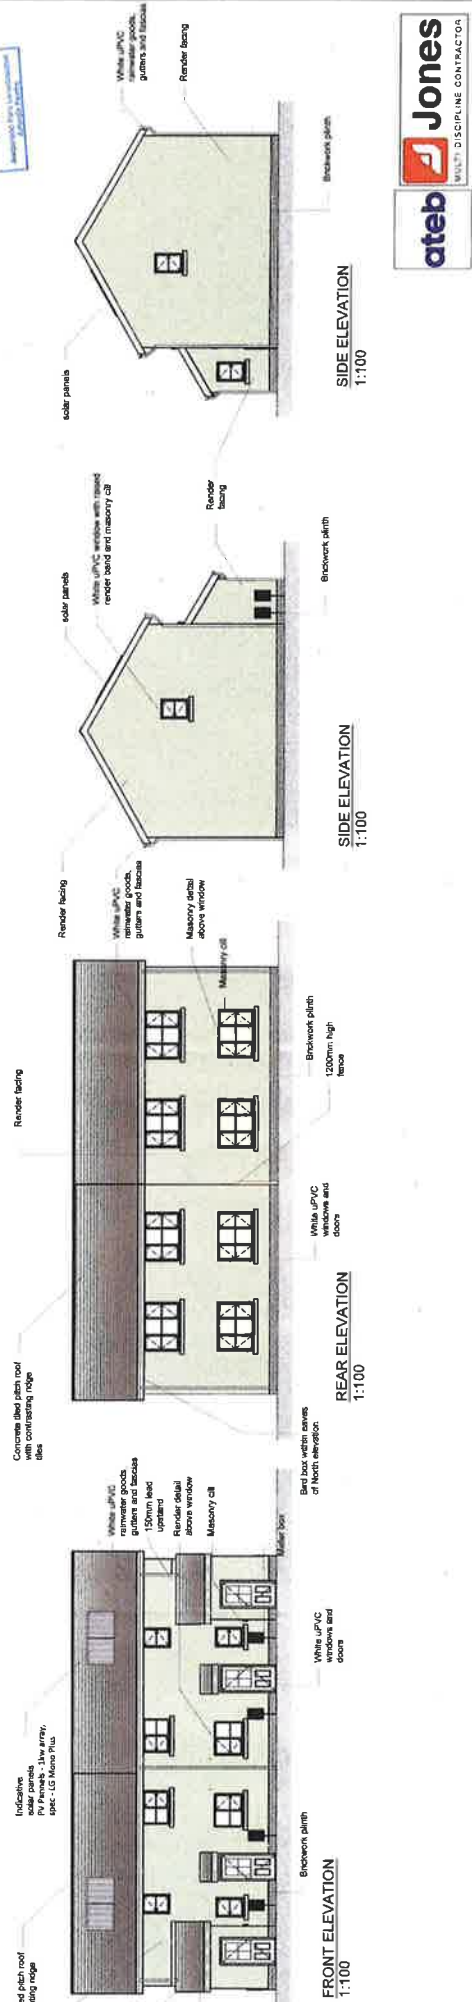 ed pitch roof
sting ridge
Indicative
solar panels
PV Pannels - 1kw array,
spec - LG Mono Plus
White uPVC
rainwater goods,
gutters and fascias
150mm lead
upstand
Render detail
above window
Masonry cill
Meter box
White uPVC
windows and
doors
Brickwork plinth
FRONT ELEVATION
1:100
Concrete tiled pitch roof
with contrasting ridge
tiles
Render facing
White uPVC
rainwater goods,
gutters and fascias
Masonry detail
above window
Masonry cill
Brickwork plinth
1200mm high
fence
White uPVC
windows and
doors
Bird box within eaves
of North elevation
REAR ELEVATION
1:100
Render facing
solar panels
White uPVC window with raised
render band and masonry cill
Render
facing
Brickwork plinth
SIDE ELEVATION
1:100
solar panels
White uPVC
rainwater goods,
gutters and fascias
Render facing
Brickwork plinth
SIDE ELEVATION
1:100
ateb
Jones
MULTI DISCIPLINE CONTRACTOR